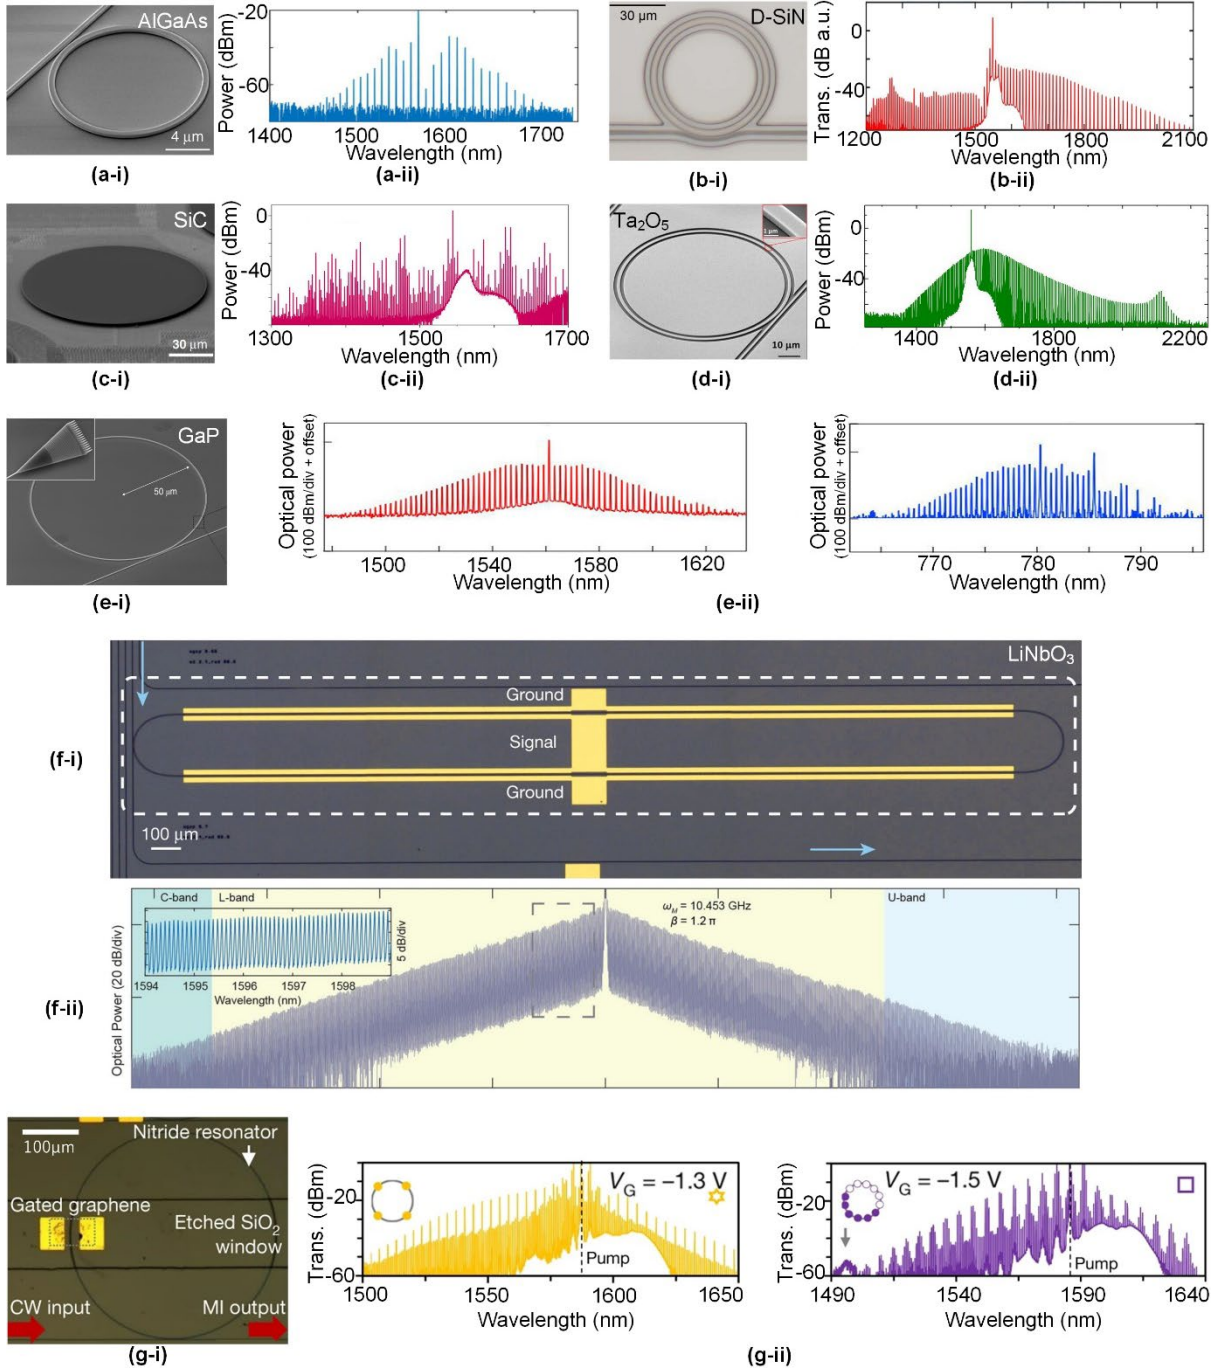 AlGaAs
4 μm
(a-i)
Power (dBm)
-20
-60
1400
1500
1600
1700
Wavelength (nm)
(a-ii)
30 μm
D-SiN
(b-i)
Trans. (dB a.u.)
0
-40
1200
1500
1800
2100
Wavelength (nm)
(b-ii)
SiC
30 μm
(c-i)
Power (dBm)
0
-40
1300
1500
1700
Wavelength (nm)
(c-ii)
Ta2O5
1 μm
10 μm
(d-i)
Power (dBm)
0
-40
1400
1800
2200
Wavelength (nm)
(d-ii)
GaP
50 μm
(e-i)
Optical power
(100 dBm/div + offset)
1500
1540
1580
1620
Wavelength (nm)
Optical power
(100 dBm/div + offset)
770
780
790
Wavelength (nm)
(e-ii)
LiNbO3
Ground
Signal
Ground
100 μm
(f-i)
C-band
L-band
U-band
ωM = 10.453 GHz
β = 1.2 π
5 dB/div
1594
1595
1596
1597
1598
Wavelength (nm)
Optical Power (20 dB/div)
(f-ii)
100μm
Nitride resonator
Gated graphene
Etched SiO2
window
CW input
MI output
(g-i)
Trans. (dBm)
-20
-60
VG = −1.3 V
Pump
1500
1550
1600
1650
Wavelength (nm)
Trans. (dBm)
-20
-60
VG = −1.5 V
Pump
1490
1540
1590
1640
Wavelength (nm)
(g-ii)